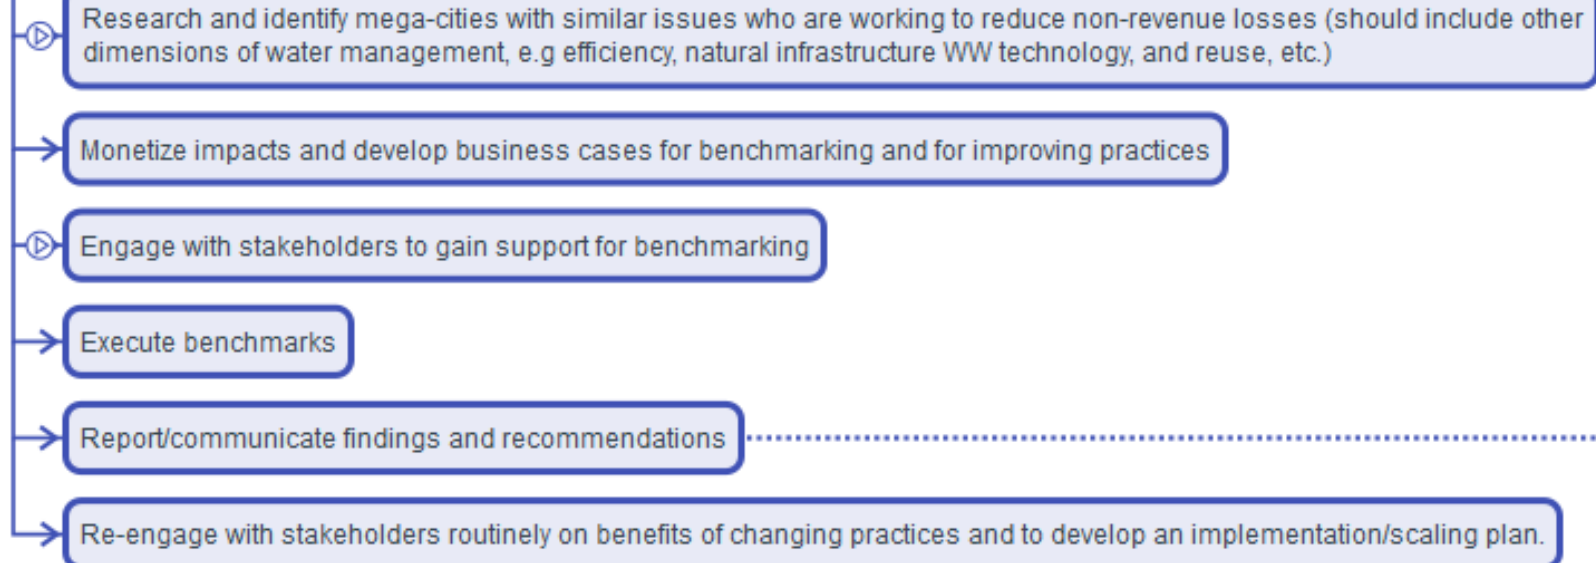 Research and identify mega-cities with similar issues who are working to reduce non-revenue losses (should include other
dimensions of water management, e.g efficiency, natural infrastructure WW technology, and reuse, etc.)
Monetize impacts and develop business cases for benchmarking and for improving practices
Engage with stakeholders to gain support for benchmarking
Execute benchmarks
Report/communicate findings and recommendations
Re-engage with stakeholders routinely on benefits of changing practices and to develop an implementation/scaling plan.